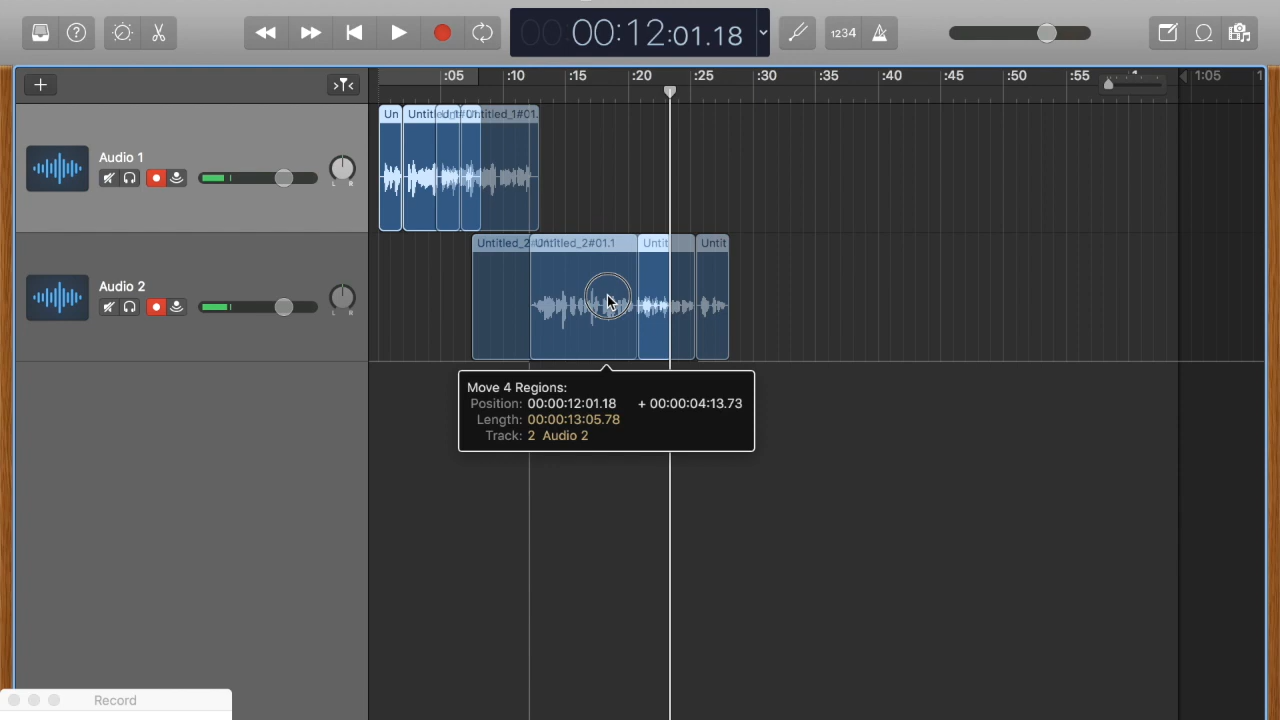 00:00:12:01.18
1234
:05 :10 :15 :20 :25 :30 :35 :40 :45 :50 :55 1 1:05
Audio 1
Un
Untitled_1#01.
L R
Untitled_2#01.1
Untit
Untit
Audio 2
L R
Move 4 Regions:
Position: 00:00:12:01.18 + 00:00:04:13.73
Length: 00:00:13:05.78
Track: 2 Audio 2
Record